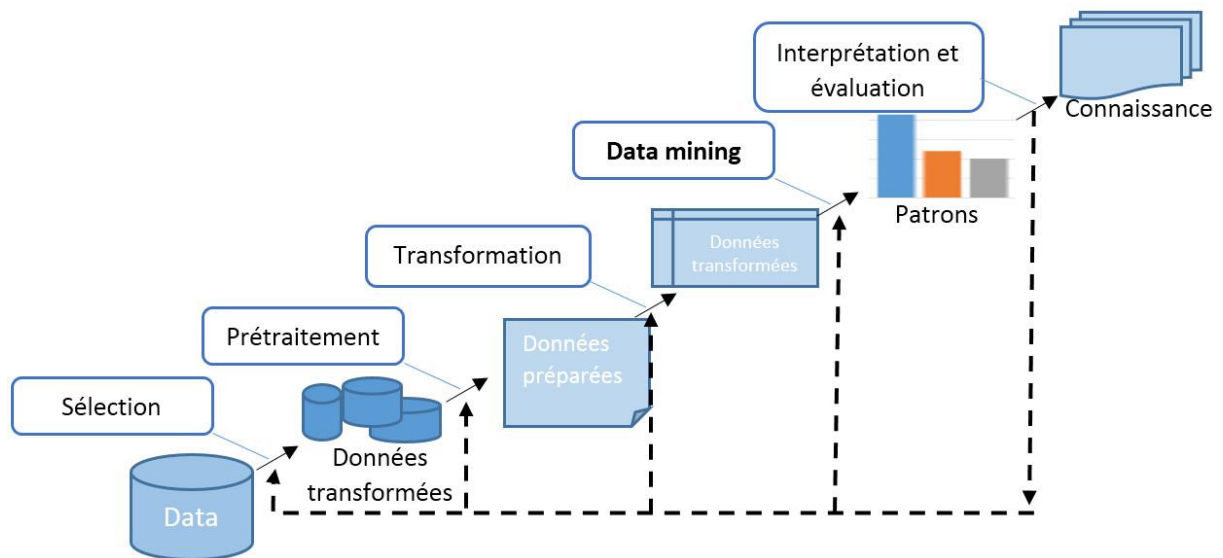 Interprétation et
évaluation
Connaissance
Data mining
Patrons
Transformation
Données
transformées
Prétraitement
Données
préparées
Sélection
Données
transformées
Data